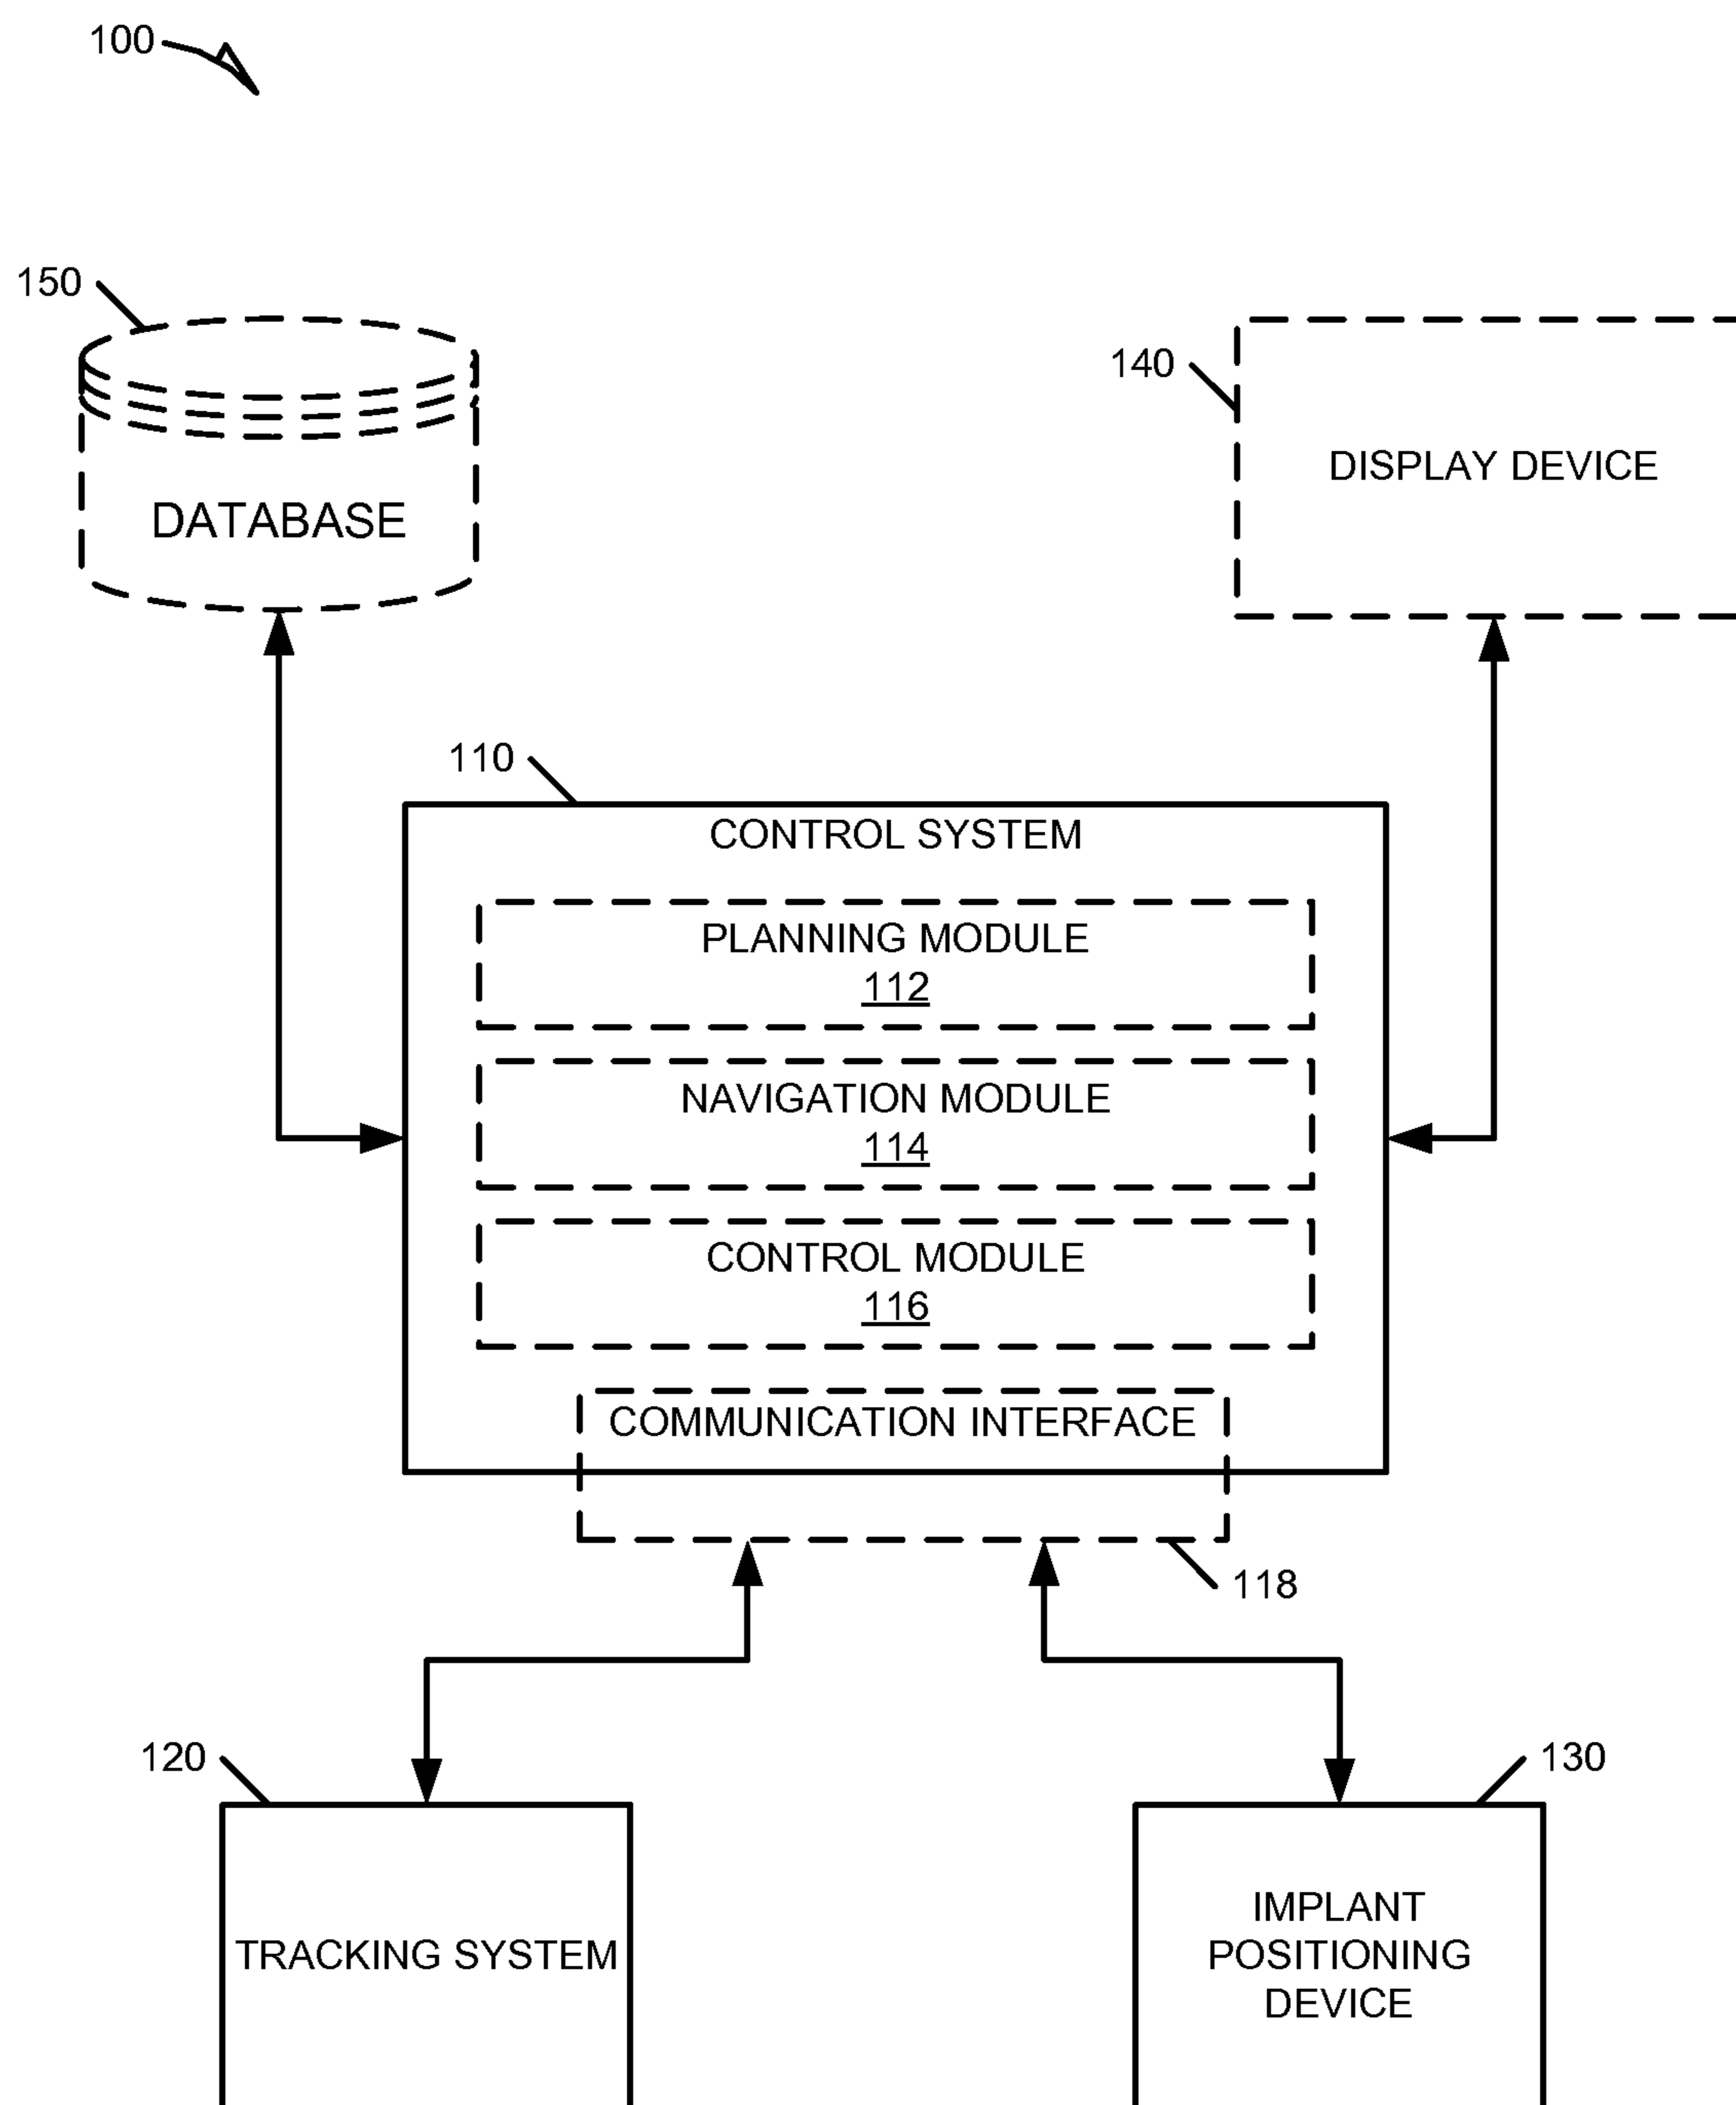 100
150
DATABASE
140
DISPLAY DEVICE
110
CONTROL SYSTEM
PLANNING MODULE
112
NAVIGATION MODULE
114
CONTROL MODULE
116
COMMUNICATION INTERFACE
118
120
TRACKING SYSTEM
130
IMPLANT
POSITIONING
DEVICE